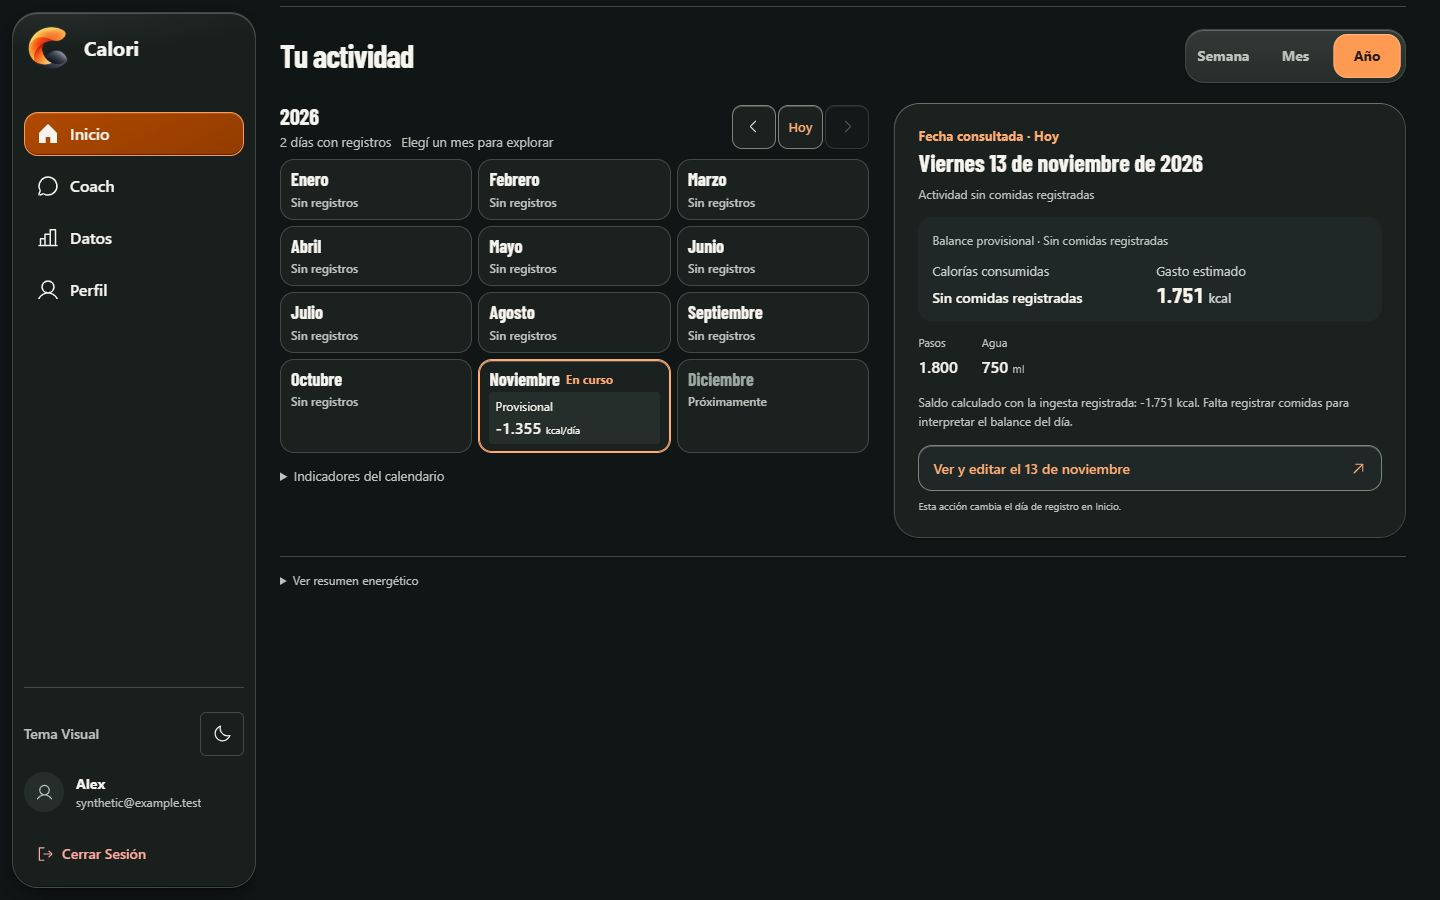 Calori
Inicio
Coach
Datos
Perfil
Tema Visual
Alex
synthetic@example.test
Cerrar Sesión
Tu actividad
Semana
Mes
Año
2026
2 días con registros Elegí un mes para explorar
Hoy
Enero
Sin registros
Febrero
Sin registros
Marzo
Sin registros
Abril
Sin registros
Mayo
Sin registros
Junio
Sin registros
Julio
Sin registros
Agosto
Sin registros
Septiembre
Sin registros
Octubre
Sin registros
Noviembre En curso
Provisional
-1.355 kcal/día
Diciembre
Próximamente
Indicadores del calendario
Fecha consultada · Hoy
Viernes 13 de noviembre de 2026
Actividad sin comidas registradas
Balance provisional · Sin comidas registradas
Calorías consumidas
Sin comidas registradas
Gasto estimado
1.751 kcal
Pasos
1.800
Agua
750 ml
Saldo calculado con la ingesta registrada: -1.751 kcal. Falta registrar comidas para
interpretar el balance del día.
Ver y editar el 13 de noviembre
Esta acción cambia el día de registro en Inicio.
Ver resumen energético